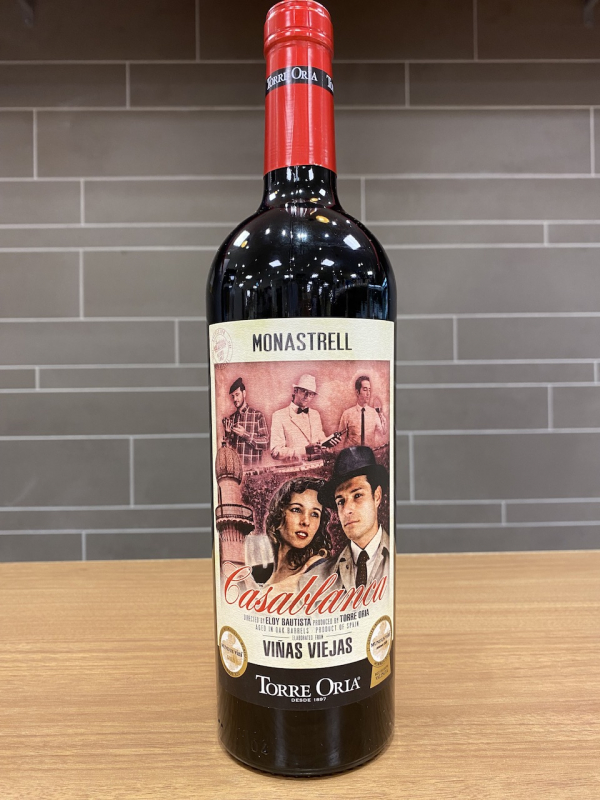 TORRE ORIA
MONASTRELL
Casablanca
DIRECTED BY ELOY BAUTISTA PRODUCED BY TORRE ORIA
AGED IN OAK BARRELS PRODUCT OF SPAIN
ELABORATED FROM
VIÑAS VIEJAS
TORRE ORIA
DESDE 1897